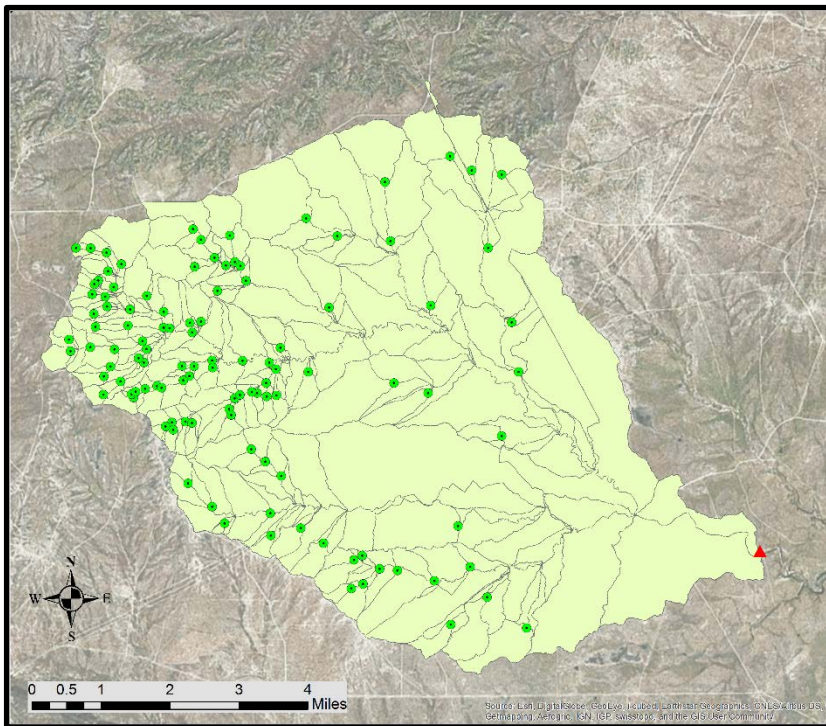 N
W E
S
0 0.5 1 2 3 4
Miles
Source: Esri, DigitalGlobe, GeoEye, i-cubed, Earthstar Geographics, CNES/Airbus DS,
Getmapping, Aerogrid, IGN, IGP, swisstopo, and the GIS User Community